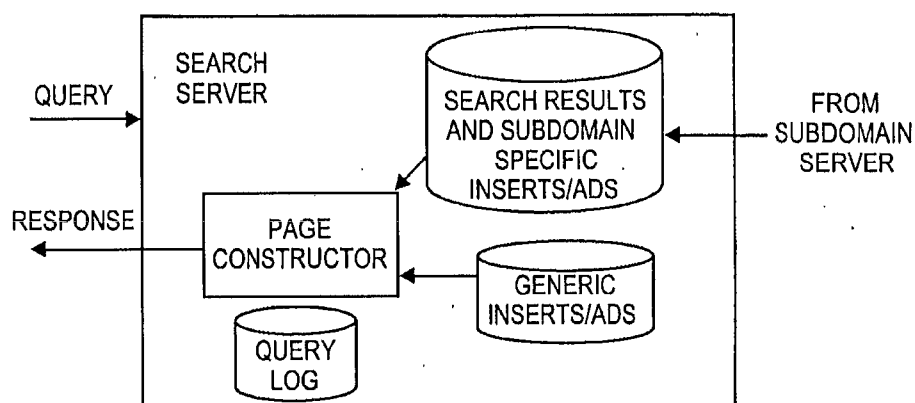 SEARCH
SERVER
QUERY
SEARCH RESULTS
AND SUBDOMAIN
SPECIFIC
INSERTS/ADS
FROM
SUBDOMAIN
SERVER
RESPONSE
PAGE
CONSTRUCTOR
GENERIC
INSERTS/ADS
QUERY
LOG